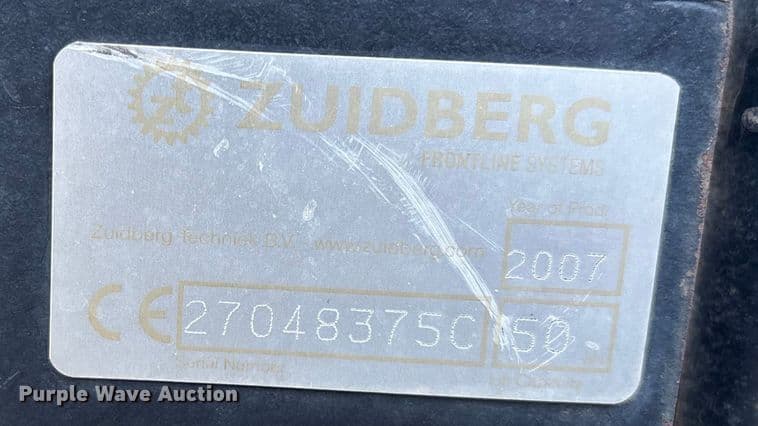 ZUIDBERG
FRONTLINE SYSTEMS
Year of Prod.
Zuidberg Techniek B.V. www.zuidberg.com
2007
CE 27048375C 50
Serial Number Lift Capacity
Purple Wave Auction